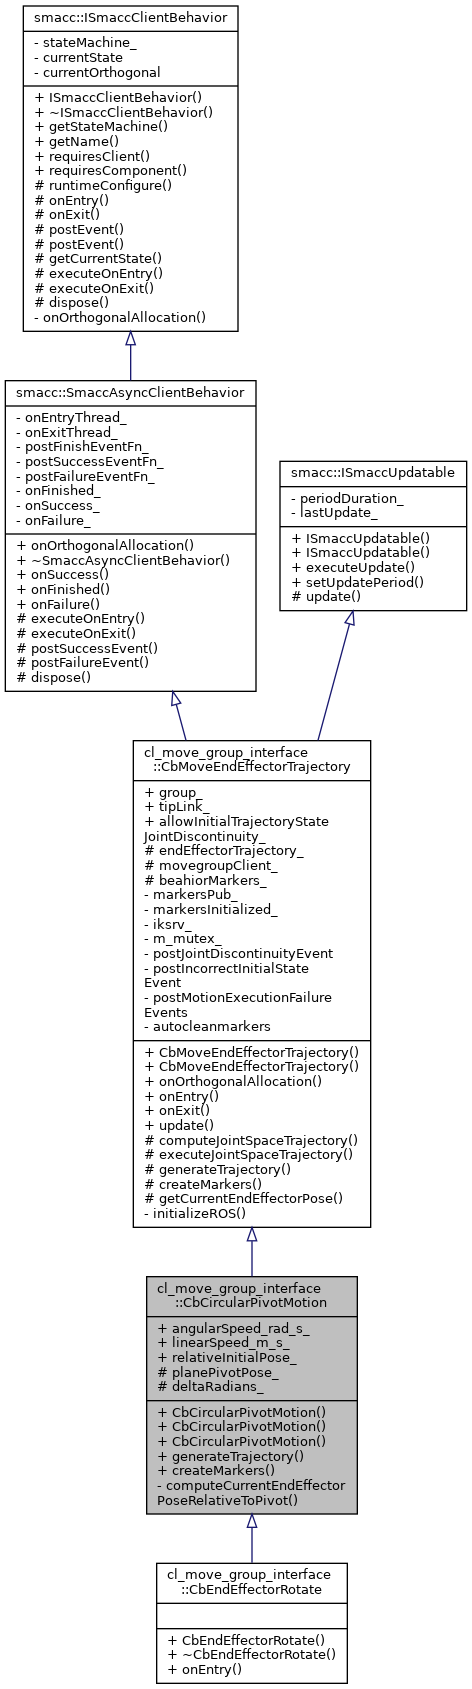 smacc::ISmaccClientBehavior
- stateMachine_
- currentState
- currentOrthogonal
+ ISmaccClientBehavior()
+ ~ISmaccClientBehavior()
+ getStateMachine()
+ getName()
+ requiresClient()
+ requiresComponent()
# runtimeConfigure()
# onEntry()
# onExit()
# postEvent()
# postEvent()
# getCurrentState()
# executeOnEntry()
# executeOnExit()
# dispose()
- onOrthogonalAllocation()
smacc::SmaccAsyncClientBehavior
- onEntryThread_
- onExitThread_
- postFinishEventFn_
- postSuccessEventFn_
- postFailureEventFn_
- onFinished_
- onSuccess_
- onFailure_
+ onOrthogonalAllocation()
+ ~SmaccAsyncClientBehavior()
+ onSuccess()
+ onFinished()
+ onFailure()
# executeOnEntry()
# executeOnExit()
# postSuccessEvent()
# postFailureEvent()
# dispose()
smacc::ISmaccUpdatable
- periodDuration_
- lastUpdate_
+ ISmaccUpdatable()
+ ISmaccUpdatable()
+ executeUpdate()
+ setUpdatePeriod()
# update()
cl_move_group_interface
::CbMoveEndEffectorTrajectory
+ group_
+ tipLink_
+ allowInitialTrajectoryState
JointDiscontinuity_
# endEffectorTrajectory_
# movegroupClient_
# beahiorMarkers_
- markersPub_
- markersInitialized_
- iksrv_
- m_mutex_
- postJointDiscontinuityEvent
- postIncorrectInitialState
Event
- postMotionExecutionFailure
Events
- autocleanmarkers
+ CbMoveEndEffectorTrajectory()
+ CbMoveEndEffectorTrajectory()
+ onOrthogonalAllocation()
+ onEntry()
+ onExit()
+ update()
# computeJointSpaceTrajectory()
# executeJointSpaceTrajectory()
# generateTrajectory()
# createMarkers()
# getCurrentEndEffectorPose()
- initializeROS()
cl_move_group_interface
::CbCircularPivotMotion
+ angularSpeed_rad_s_
+ linearSpeed_m_s_
+ relativeInitialPose_
# planePivotPose_
# deltaRadians_
+ CbCircularPivotMotion()
+ CbCircularPivotMotion()
+ CbCircularPivotMotion()
+ generateTrajectory()
+ createMarkers()
- computeCurrentEndEffector
PoseRelativeToPivot()
cl_move_group_interface
::CbEndEffectorRotate
+ CbEndEffectorRotate()
+ ~CbEndEffectorRotate()
+ onEntry()